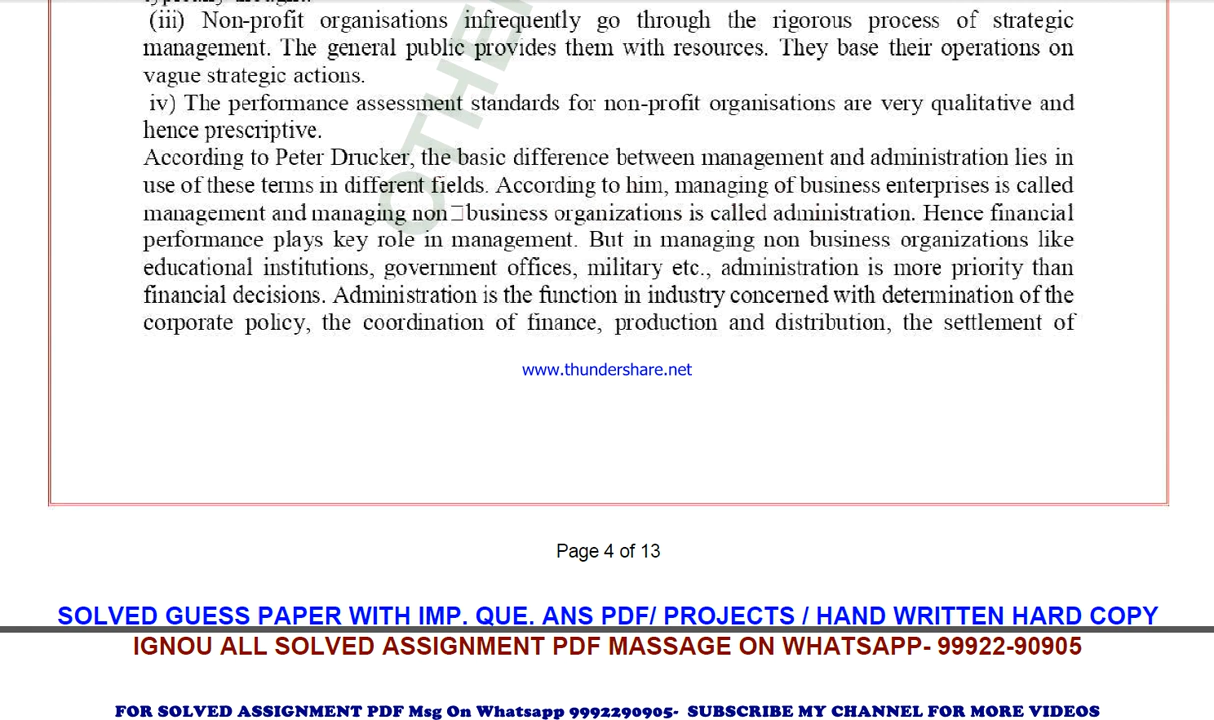 (iii) Non-profit organisations infrequently go through the rigorous process of strategic
management. The general public provides them with resources. They base their operations on
vague strategic actions.
iv) The performance assessment standards for non-profit organisations are very qualitative and
hence prescriptive.
According to Peter Drucker, the basic difference between management and administration lies in
use of these terms in different fields. According to him, managing of business enterprises is called
management and managing non□business organizations is called administration. Hence financial
performance plays key role in management. But in managing non business organizations like
educational institutions, government offices, military etc., administration is more priority than
financial decisions. Administration is the function in industry concerned with determination of the
corporate policy, the coordination of finance, production and distribution, the settlement of
www.thundershare.net
Page 4 of 13
SOLVED GUESS PAPER WITH IMP. QUE. ANS PDF/ PROJECTS / HAND WRITTEN HARD COPY
IGNOU ALL SOLVED ASSIGNMENT PDF MASSAGE ON WHATSAPP- 99922-90905
FOR SOLVED ASSIGNMENT PDF Msg On Whatsapp 9992290905- SUBSCRIBE MY CHANNEL FOR MORE VIDEOS